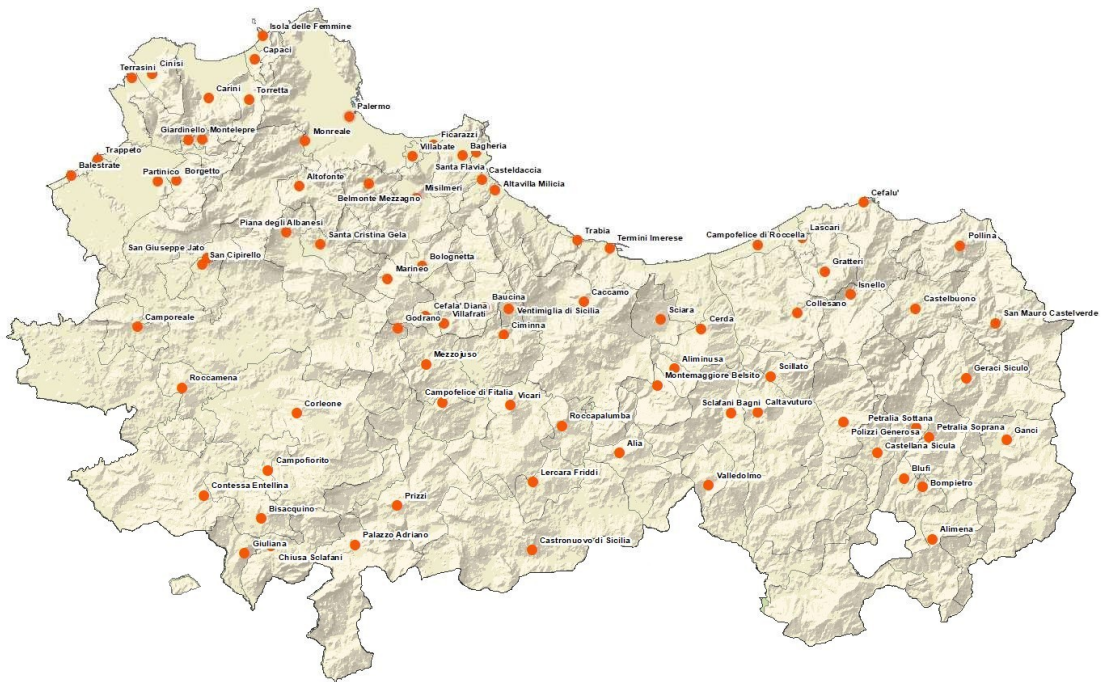 Isola delle Femmine
Capaci
Terrasini
Cinisi
Carini
Torretta
Palermo
Giardinello
Montelepre
Monreale
Ficarazzi
Villabate
Bagheria
Trappeto
Balestrate
Partinico
Borgetto
Santa Flavia
Casteldaccia
Altofonte
Belmonte Mezzagno
Misilmeri
Altavilla Milicia
Cefalu'
Piana degli Albanesi
Santa Cristina Gela
Trabia
Termini Imerese
Campofelice di Roccella
Lascari
Pollina
San Giuseppe Jato
San Cipirello
Bolognetta
Marineo
Gratteri
Isnello
Baucina
Caccamo
Cefala' Diana
Villafrati
Ventimiglia di Sicilia
Godrano
Ciminna
Sciara
Cerda
Collesano
Castelbuono
San Mauro Castelverde
Camporeale
Mezzojuso
Aliminusa
Montemaggiore Belsito
Scillato
Geraci Siculo
Roccamena
Campofelice di Fitalia
Vicari
Corleone
Roccapalumba
Sclafani Bagni
Caltavuturo
Petralia Sottana
Polizzi Generosa
Petralia Soprana
Ganci
Alia
Castellana Sicula
Campofiorito
Lercara Friddi
Valledolmo
Blufi
Bompietro
Contessa Entellina
Prizzi
Bisacquino
Palazzo Adriano
Castronuovo di Sicilia
Alimena
Giuliana
Chiusa Sclafani